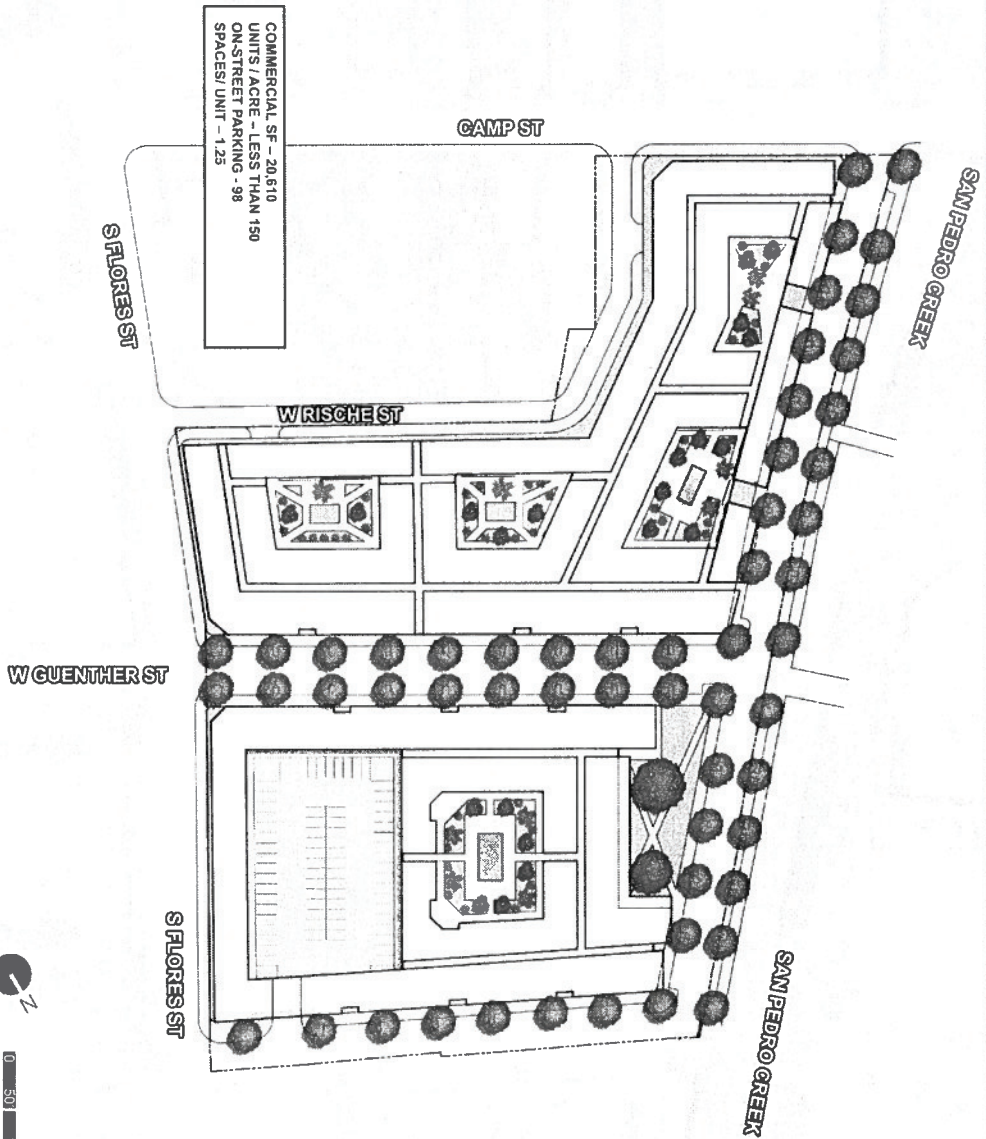 COMMERCIAL SF – 20,610
UNITS / ACRE – LESS THAN 150
ON-STREET PARKING - 98
SPACES/ UNIT – 1.25
CAMP ST
SAN PEDRO CREEK
S FLORES ST
W RISCHE ST
W GUENTHER ST
S FLORES ST
SAN PEDRO CREEK
N
0 50'